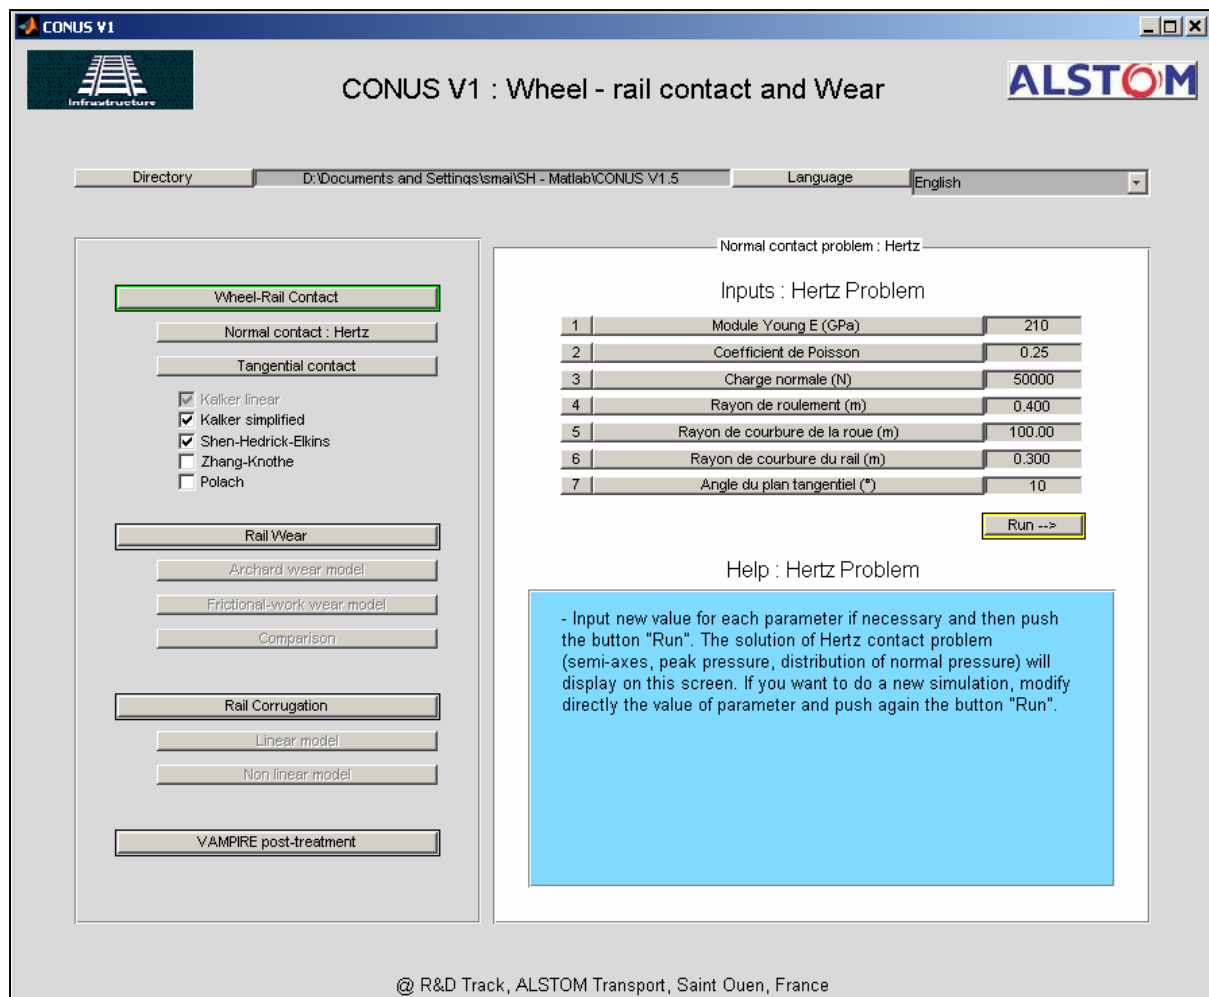 CONUS V1
Infrastructure
CONUS V1 : Wheel - rail contact and Wear
ALSTOM
Directory
D:\Documents and Settings\smai\SH - Matlab\CONUS V1.5
Language
English
Wheel-Rail Contact
Normal contact : Hertz
Tangential contact
Kalker linear
Kalker simplified
Shen-Hedrick-Elkins
Zhang-Knothe
Polach
Rail Wear
Archard wear model
Frictional-work wear model
Comparison
Rail Corrugation
Linear model
Non linear model
VAMPIRE post-treatment
Normal contact problem : Hertz
Inputs : Hertz Problem
1 Module Young E (GPa) 210
2 Coefficient de Poisson 0.25
3 Charge normale (N) 50000
4 Rayon de roulement (m) 0.400
5 Rayon de courbure de la roue (m) 100.00
6 Rayon de courbure du rail (m) 0.300
7 Angle du plan tangentiel (°) 10
Run -->
Help : Hertz Problem
- Input new value for each parameter if necessary and then push
the button "Run". The solution of Hertz contact problem
(semi-axes, peak pressure, distribution of normal pressure) will
display on this screen. If you want to do a new simulation, modify
directly the value of parameter and push again the button "Run".
@ R&D Track, ALSTOM Transport, Saint Ouen, France